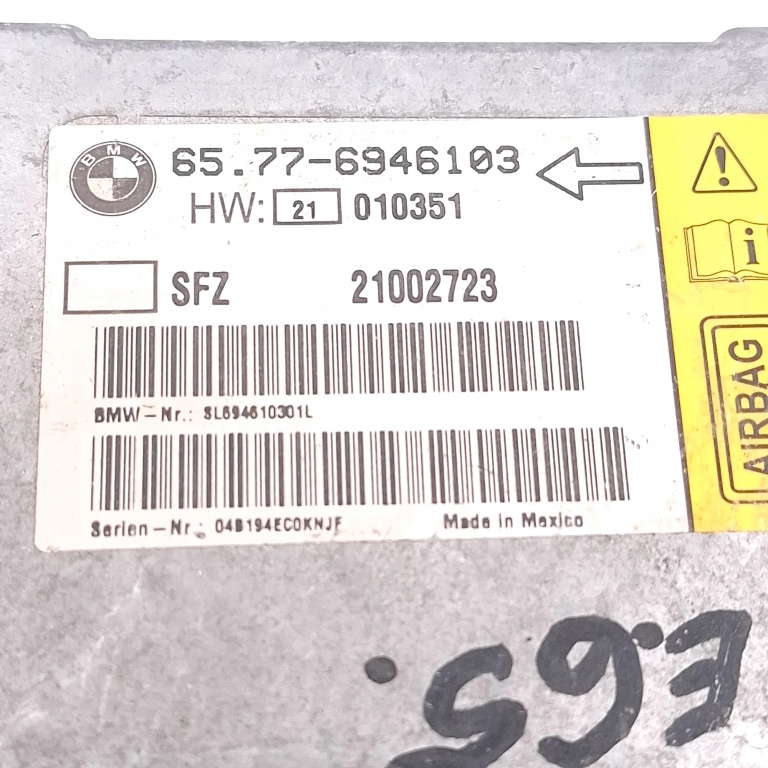 BMW
65.77-6946103
HW: 21 010351
SFZ 21002723
BMW-Nr.: SL694610301L
Serien-Nr.: 04B194EC0KNJF Made in Mexico
i
AIRBAG
E65.